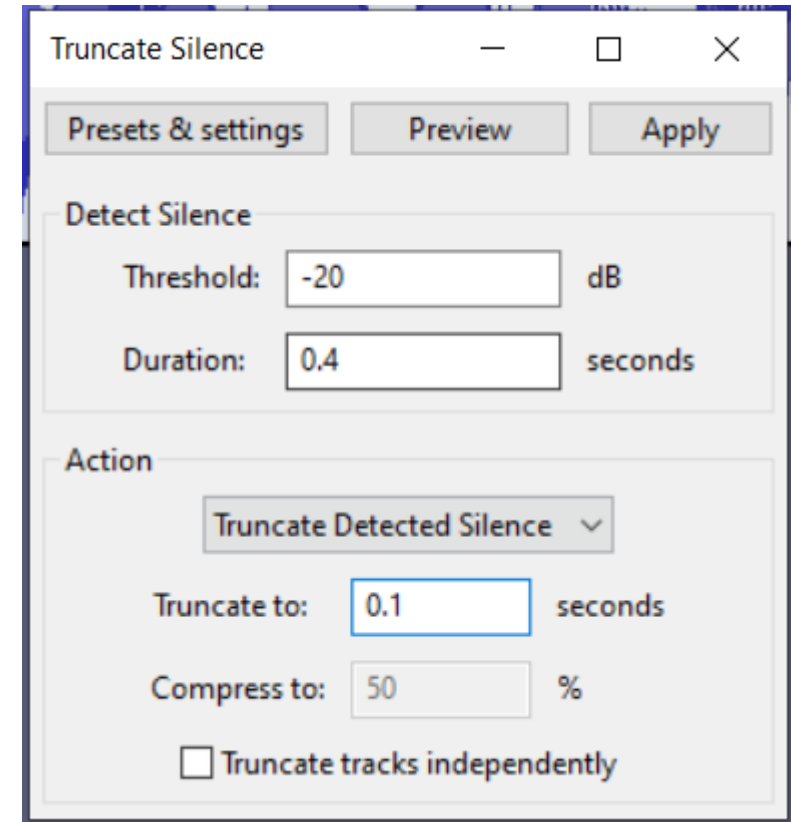 Truncate Silence
Presets & settings Preview Apply
Detect Silence
Threshold: -20 dB
Duration: 0.4 seconds
Action
Truncate Detected Silence
Truncate to: 0.1 seconds
Compress to: 50 %
Truncate tracks independently